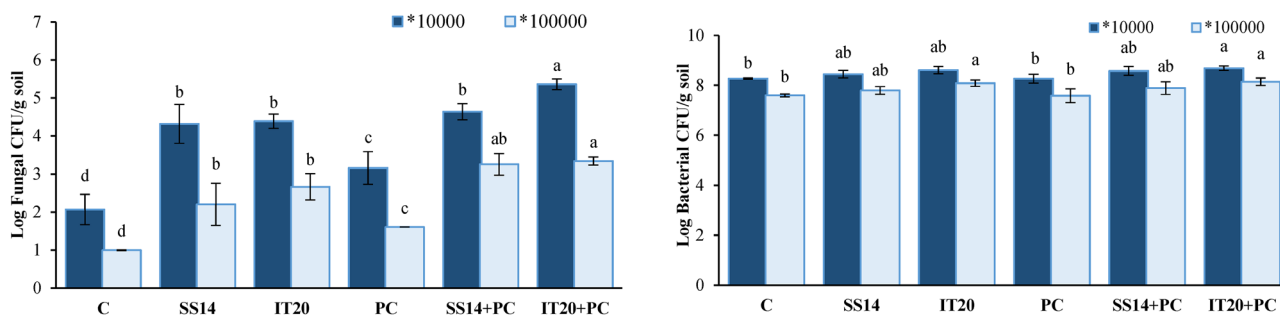 Log Fungal CFU/g soil
*10000 *100000
7
6
5
4
3
2
1
0
d d b b b b c c b ab a a
C SS14 IT20 PC SS14+PC IT20+PC
Log Bacterial CFU/g soil
*10000 *100000
10
8
6
4
2
0
b b ab ab ab a b b ab ab a a
C SS14 IT20 PC SS14+PC IT20+PC